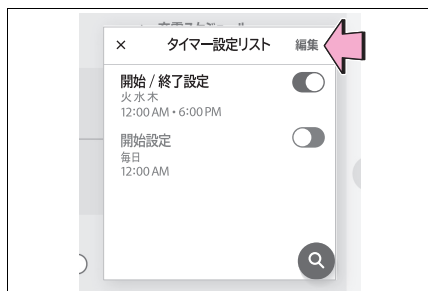 × タイマー設定リスト 編集
開始 / 終了設定
火水木
12:00 AM・6:00 PM
開始設定
毎日
12:00 AM